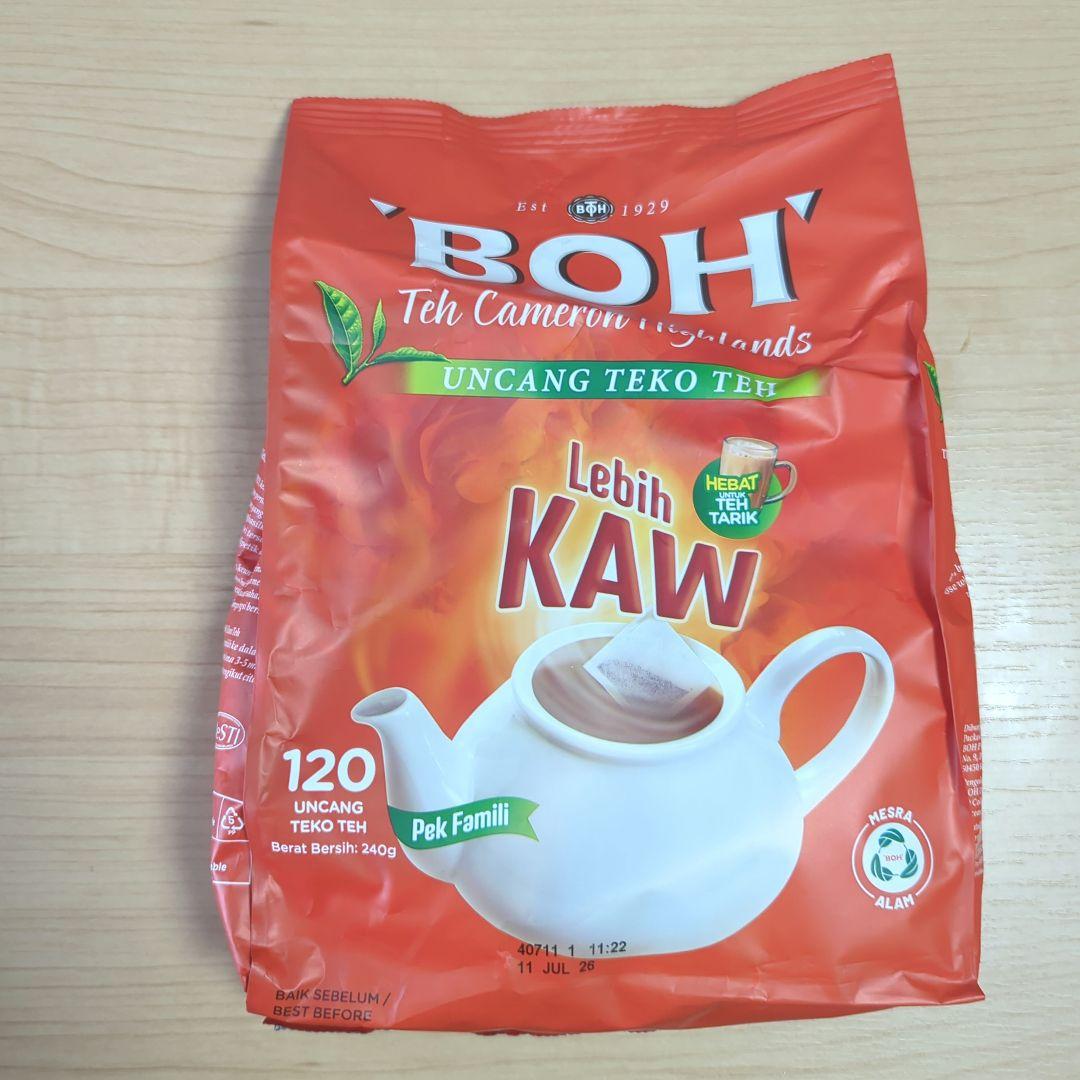 Est BOH 1929
'BOH'
Teh Cameron Highlands
UNCANG TEKO TEH
Lebih
KAW
HEBAT
UNTUK
TEH
TARIK
120
UNCANG
TEKO TEH
Berat Bersih: 240g
Pek Famili
MESRA
'BOH'
ALAM
40711 1 11:22
11 JUL 26
BAIK SEBELUM /
BEST BEFORE
5
PP